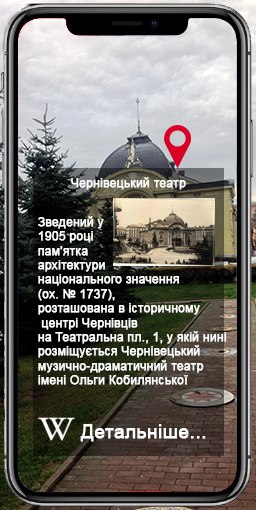 Чернівецький театр
Зведений у
1905 році
пам'ятка
архітектури
національного значення
(ох. № 1737),
розташована в історичному
центрі Чернівців
на Театральна пл., 1, у якій нині
розміщується Чернівецький
музично-драматичний театр
імені Ольги Кобилянської
W Детальніше...